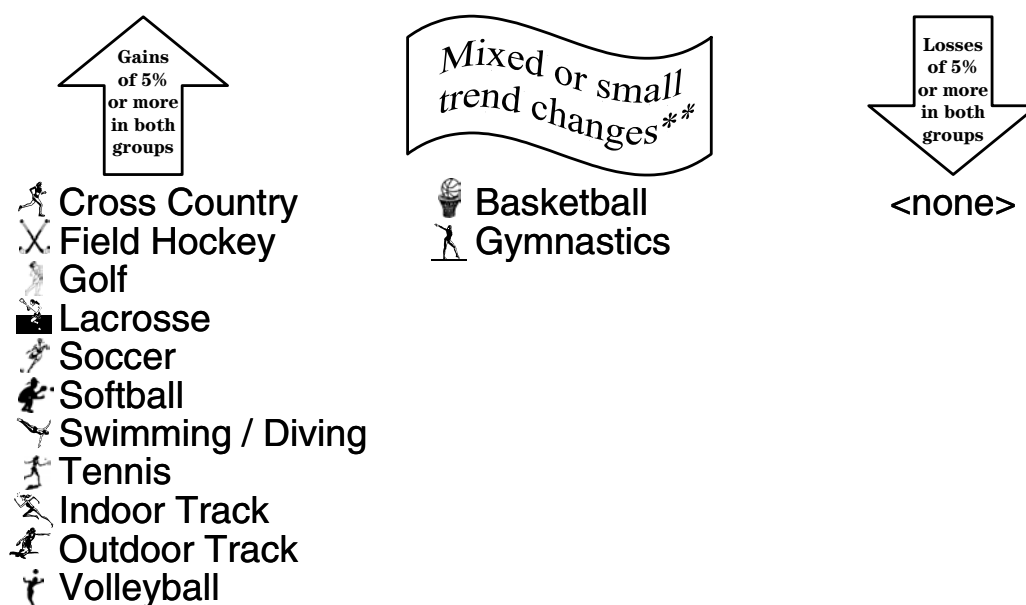 Gains
of 5%
or more
in both
groups
Mixed or small
trend changes**
Losses
of 5%
or more
in both
groups
Cross Country
Field Hockey
Golf
Lacrosse
Soccer
Softball
Swimming / Diving
Tennis
Indoor Track
Outdoor Track
Volleyball
Basketball
Gymnastics
<none>